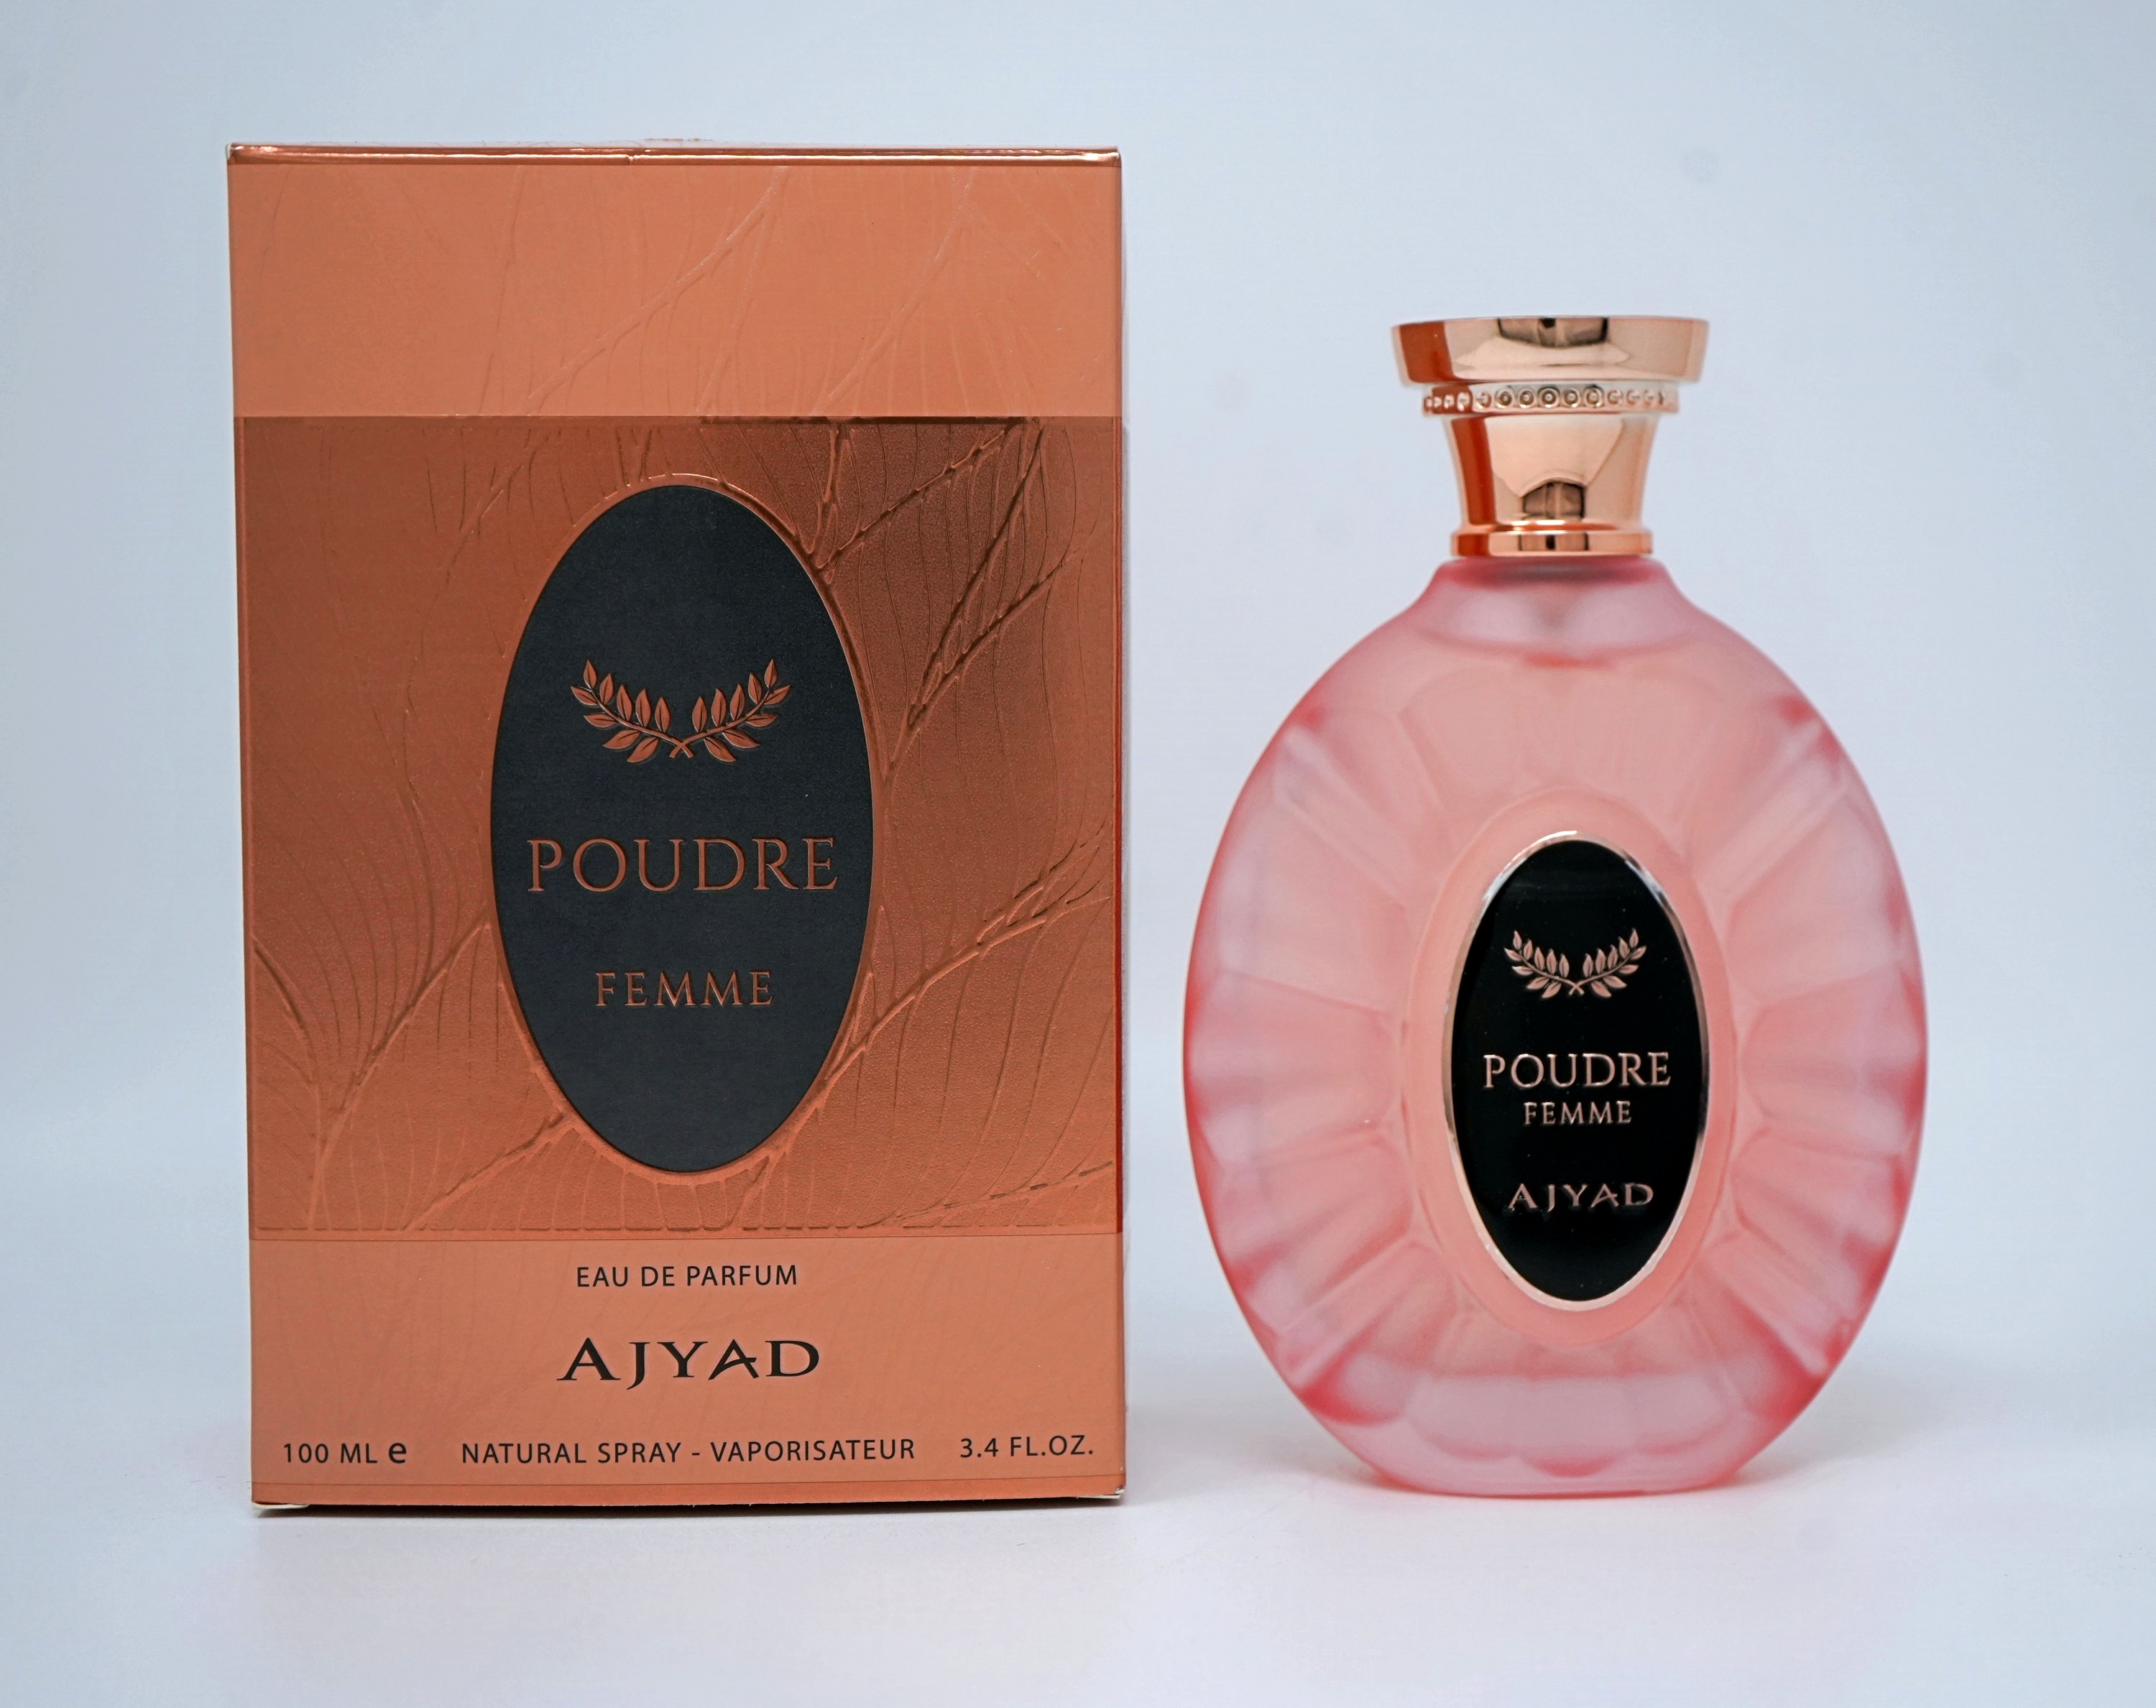 POUDRE
FEMME
EAU DE PARFUM
AJYAD
100 ML e NATURAL SPRAY - VAPORISATEUR 3.4 FL.OZ.
POUDRE
FEMME
AJYAD